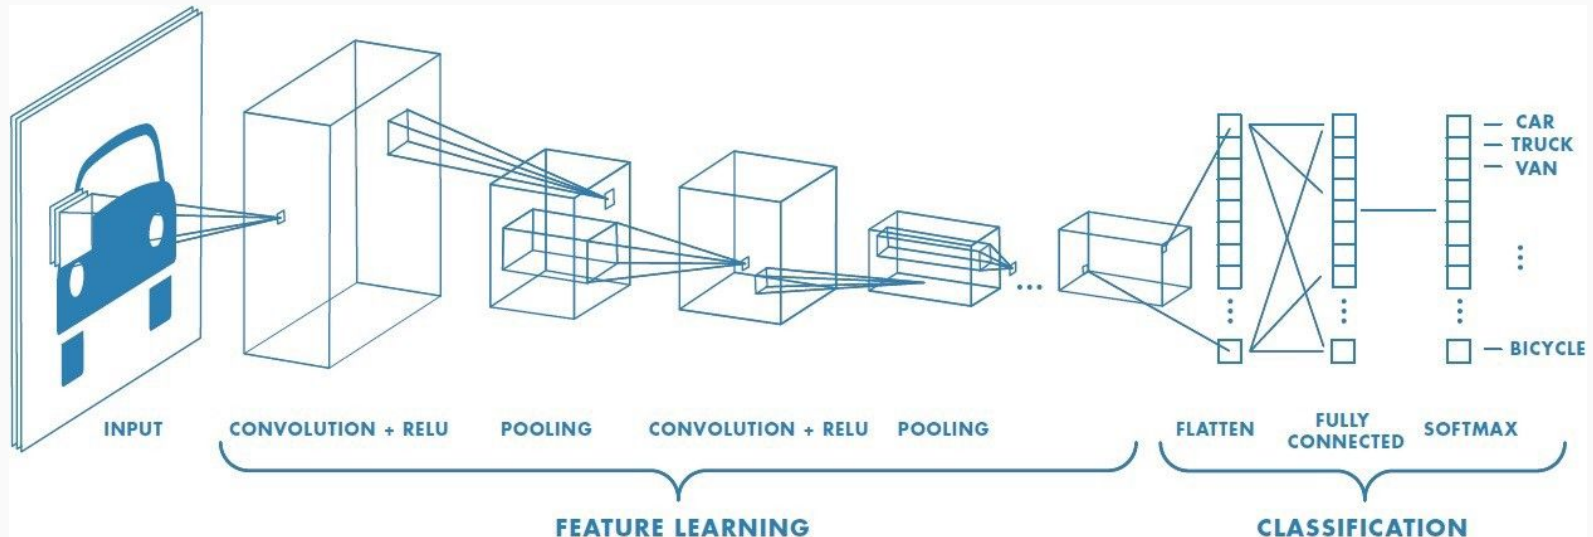 CAR
TRUCK
VAN
BICYCLE
INPUT
CONVOLUTION + RELU
POOLING
CONVOLUTION + RELU
POOLING
FLATTEN
FULLY
CONNECTED
SOFTMAX
FEATURE LEARNING
CLASSIFICATION